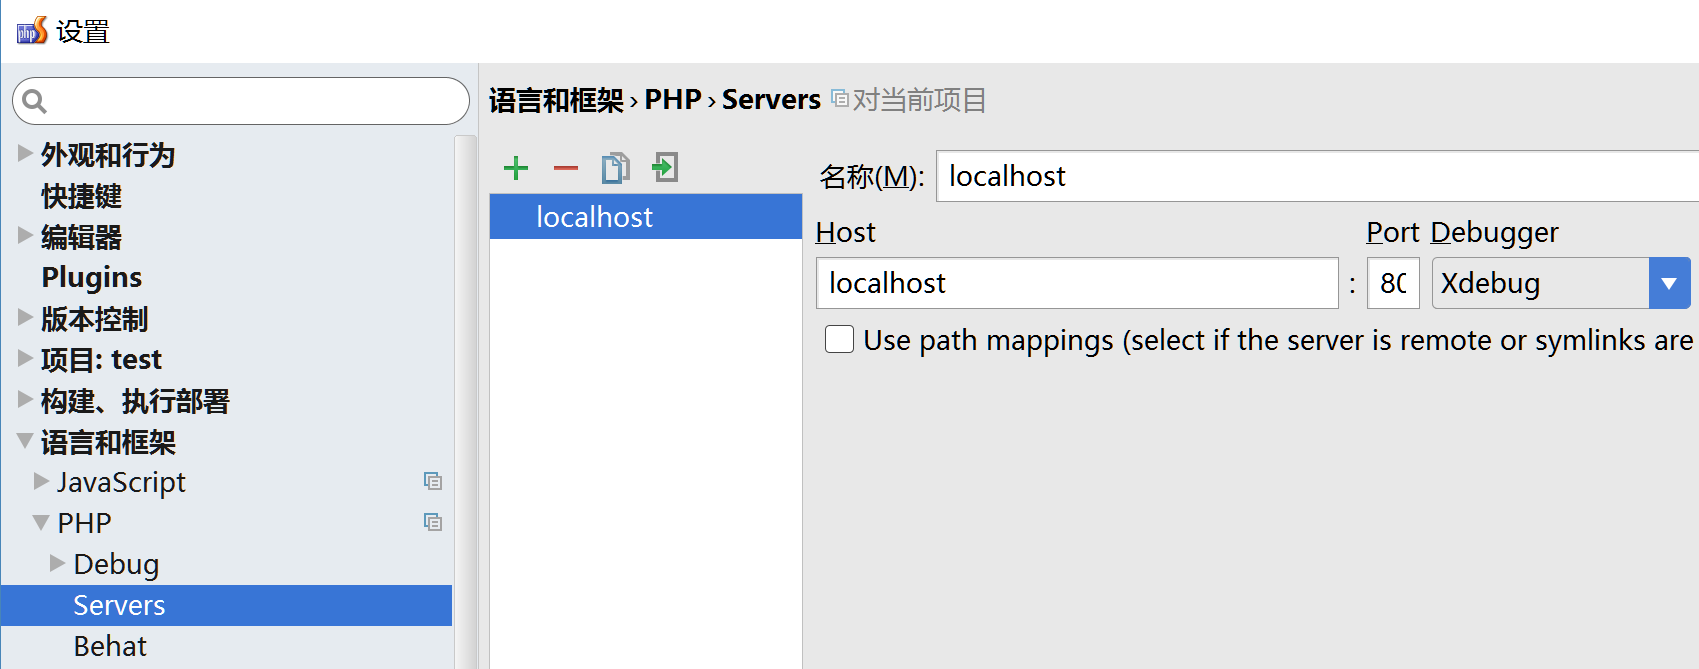 设置
语言和框架 › PHP › Servers 对当前项目
外观和行为
快捷键
编辑器
Plugins
版本控制
项目: test
构建、执行部署
语言和框架
JavaScript
PHP
Debug
Servers
Behat
localhost
名称(M): localhost
Host Port Debugger
localhost : 80 Xdebug
Use path mappings (select if the server is remote or symlinks are